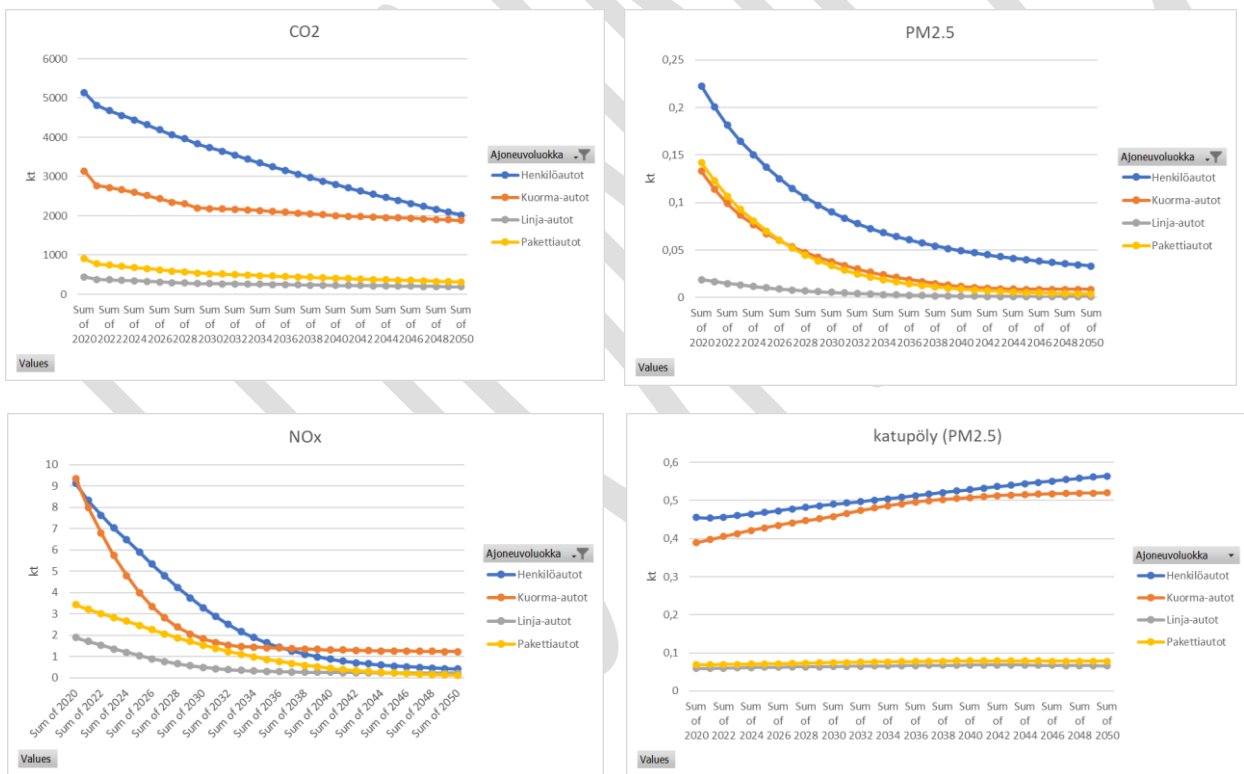 CO2
6000
5000
4000
3000
2000
1000
0
kt
Sum Sum Sum Sum Sum Sum Sum Sum Sum Sum Sum Sum Sum Sum Sum Sum
of of of of of of of of of of of of of of of of
2020 2022 2024 2026 2028 2030 2032 2034 2036 2038 2040 2042 2044 2046 2048 2050
Values
Ajoneuvoluokka
Henkilöautot
Kuorma-autot
Linja-autot
Pakettiautot
PM2.5
0,25
0,2
0,15
0,1
0,05
0
kt
Sum Sum Sum Sum Sum Sum Sum Sum Sum Sum Sum Sum Sum Sum Sum Sum
of of of of of of of of of of of of of of of of
2020 2022 2024 2026 2028 2030 2032 2034 2036 2038 2040 2042 2044 2046 2048 2050
Values
Ajoneuvoluokka
Henkilöautot
Kuorma-autot
Linja-autot
Pakettiautot
NOx
10
9
8
7
6
5
4
3
2
1
0
kt
Sum of 2020
Sum of 2022
Sum of 2024
Sum of 2026
Sum of 2028
Sum of 2030
Sum of 2032
Sum of 2034
Sum of 2036
Sum of 2038
Sum of 2040
Sum of 2042
Sum of 2044
Sum of 2046
Sum of 2048
Sum of 2050
Values
Ajoneuvoluokka
Henkilöautot
Kuorma-autot
Linja-autot
Pakettiautot
katupöly (PM2.5)
0,6
0,5
0,4
0,3
0,2
0,1
0
kt
Sum Sum Sum Sum Sum Sum Sum Sum Sum Sum Sum Sum Sum Sum Sum Sum
of of of of of of of of of of of of of of of of
2020 2022 2024 2026 2028 2030 2032 2034 2036 2038 2040 2042 2044 2046 2048 2050
Values
Ajoneuvoluokka
Henkilöautot
Kuorma-autot
Linja-autot
Pakettiautot